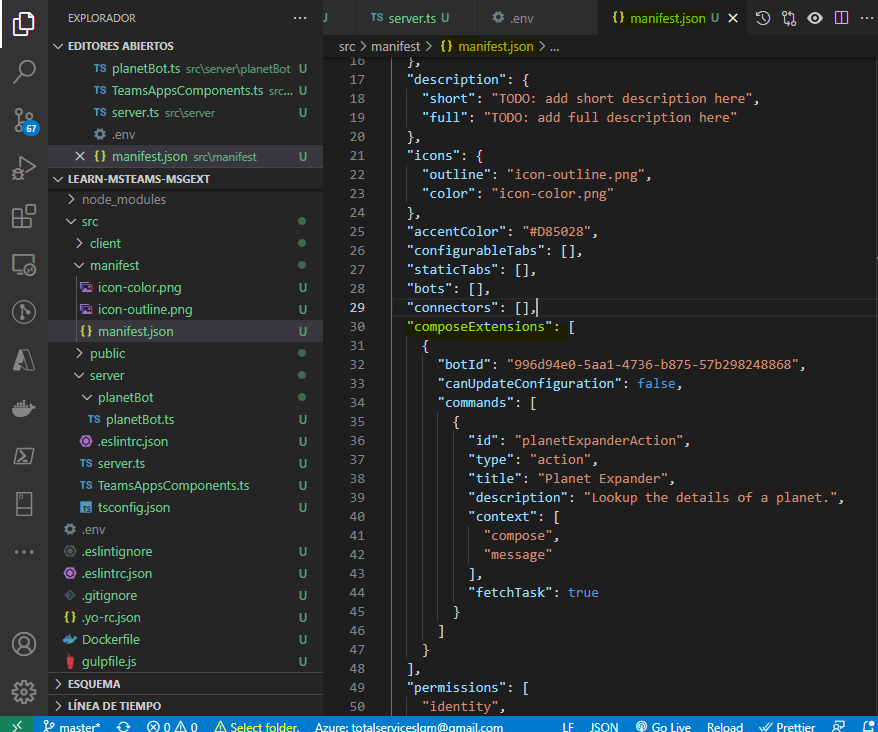 EXPLORADOR ...
EDITORES ABIERTOS
TS planetBot.ts src\server\planetBot U
TS TeamsAppsComponents.ts src... U
TS server.ts src\server U
.env
{} manifest.json src\manifest U
LEARN-MSTEAMS-MSGEXT
node_modules
src
client
manifest
icon-color.png U
icon-outline.png U
{} manifest.json U
public
server
planetBot
TS planetBot.ts U
.eslintrc.json U
TS server.ts U
TS TeamsAppsComponents.ts U
TS tsconfig.json U
.env
.eslintignore U
.eslintrc.json U
.gitignore U
{} .yo-rc.json U
Dockerfile U
gulpfile.js U
ESQUEMA
LÍNEA DE TIEMPO
67
U TS server.ts U .env {} manifest.json U
src > manifest > {} manifest.json > ...
16 },
17 "description": {
18 "short": "TODO: add short description here",
19 "full": "TODO: add full description here"
20 },
21 "icons": {
22 "outline": "icon-outline.png",
23 "color": "icon-color.png"
24 },
25 "accentColor": "#D85028",
26 "configurableTabs": [],
27 "staticTabs": [],
28 "bots": [],
29 "connectors": [],
30 "composeExtensions": [
31 {
32 "botId": "996d94e0-5aa1-4736-b875-57b298248868",
33 "canUpdateConfiguration": false,
34 "commands": [
35 {
36 "id": "planetExpanderAction",
37 "type": "action",
38 "title": "Planet Expander",
39 "description": "Lookup the details of a planet.",
40 "context": [
41 "compose",
42 "message"
43 ],
44 "fetchTask": true
45 }
46 ]
47 }
48 ],
49 "permissions": [
50 "identity",
master* 0 0 Select folder. Azure: totalserviceslgm@gmail.com LF JSON Go Live Reload Prettier